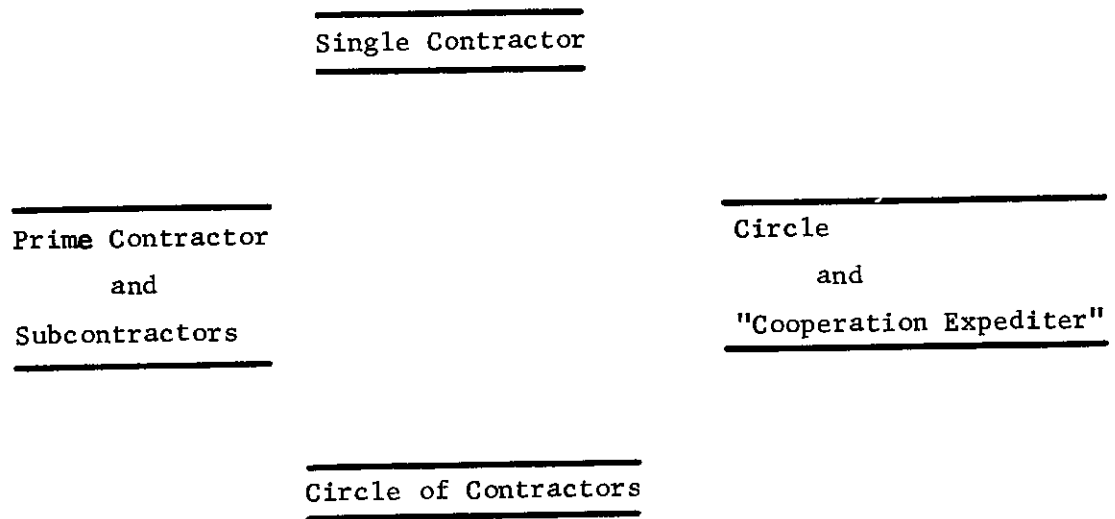 Single Contractor
Prime Contractor
and
Subcontractors
Circle
and
"Cooperation Expediter"
Circle of Contractors